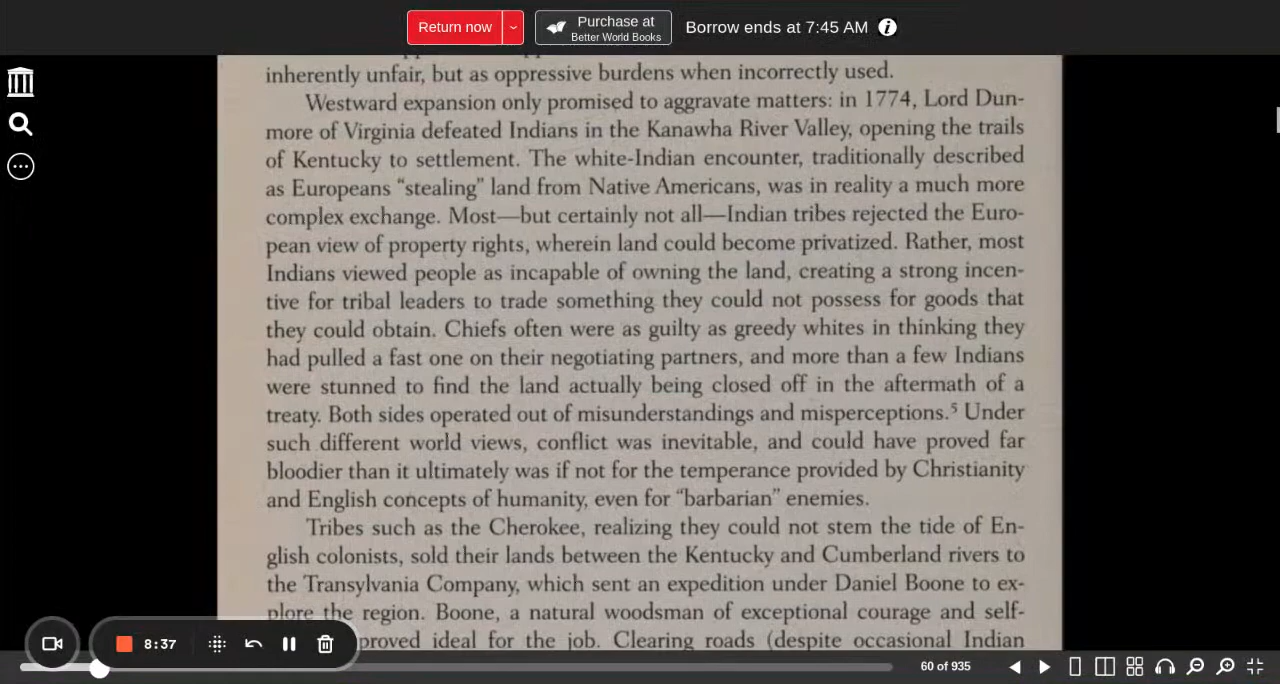 Return now
Purchase at
Better World Books
Borrow ends at 7:45 AM
inherently unfair, but as oppressive burdens when incorrectly used.
Westward expansion only promised to aggravate matters: in 1774, Lord Dun-
more of Virginia defeated Indians in the Kanawha River Valley, opening the trails
of Kentucky to settlement. The white-Indian encounter, traditionally described
as Europeans “stealing” land from Native Americans, was in reality a much more
complex exchange. Most—but certainly not all—Indian tribes rejected the Euro-
pean view of property rights, wherein land could become privatized. Rather, most
Indians viewed people as incapable of owning the land, creating a strong incen-
tive for tribal leaders to trade something they could not possess for goods that
they could obtain. Chiefs often were as guilty as greedy whites in thinking they
had pulled a fast one on their negotiating partners, and more than a few Indians
were stunned to find the land actually being closed off in the aftermath of a
treaty. Both sides operated out of misunderstandings and misperceptions.⁵ Under
such different world views, conflict was inevitable, and could have proved far
bloodier than it ultimately was if not for the temperance provided by Christianity
and English concepts of humanity, even for “barbarian” enemies.
Tribes such as the Cherokee, realizing they could not stem the tide of En-
glish colonists, sold their lands between the Kentucky and Cumberland rivers to
the Transylvania Company, which sent an expedition under Daniel Boone to ex-
plore the region. Boone, a natural woodsman of exceptional courage and self-
proved ideal for the job. Clearing roads (despite occasional Indian
8:37
60 of 935